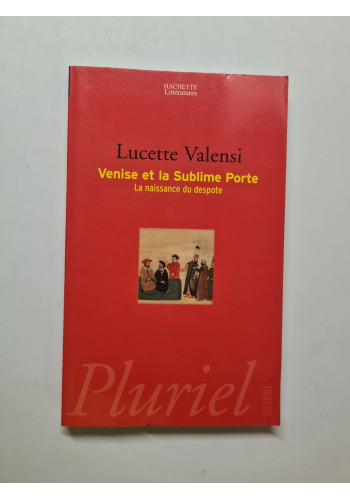 HACHETTE
Littératures
Lucette Valensi
Venise et la Sublime Porte
La naissance du despote
Pluriel
HISTOIRE